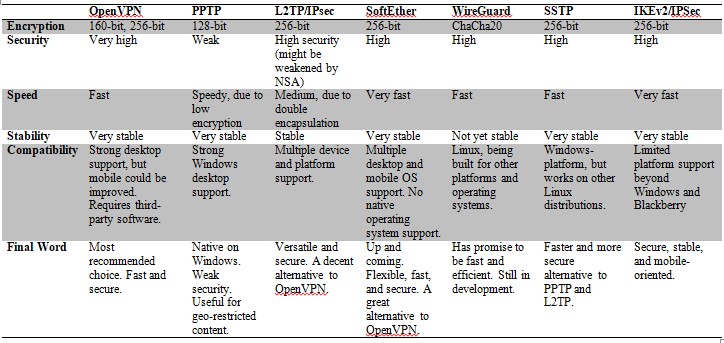 OpenVPN PPTP L2TP/IPsec SoftEther WireGuard SSTP IKEv2/IPSec
Encryption 160-bit, 256-bit 128-bit 256-bit 256-bit ChaCha20 256-bit 256-bit
Security Very high Weak High security High High High High
(might be
weakened by
NSA)
Speed Fast Speedy, due to Medium, due to Very fast Fast Fast Very fast
low double
encryption encapsulation
Stability Very stable Very stable Stable Very stable Not yet stable Very stable Very stable
Compatibility Strong desktop Strong Multiple device Multiple Linux, being Windows- Limited
support, but Windows and platform desktop and built for other platform, but platform support
mobile could be desktop support. mobile OS platforms and works on other beyond
improved. support. support. No operating Linux Windows and
Requires third- native systems. distributions. Blackberry
party software. operating
system support.
Final Word Most Native on Versatile and Up and Has promise to Faster and more Secure, stable,
recommended Windows. secure. A decent coming. be fast and secure and mobile-
choice. Fast and Weak alternative to Flexible, fast, efficient. Still in alternative to oriented.
secure. security. OpenVPN. and secure. A development. PPTP and
Useful for great L2TP.
geo-restricted alternative to
content. OpenVPN.